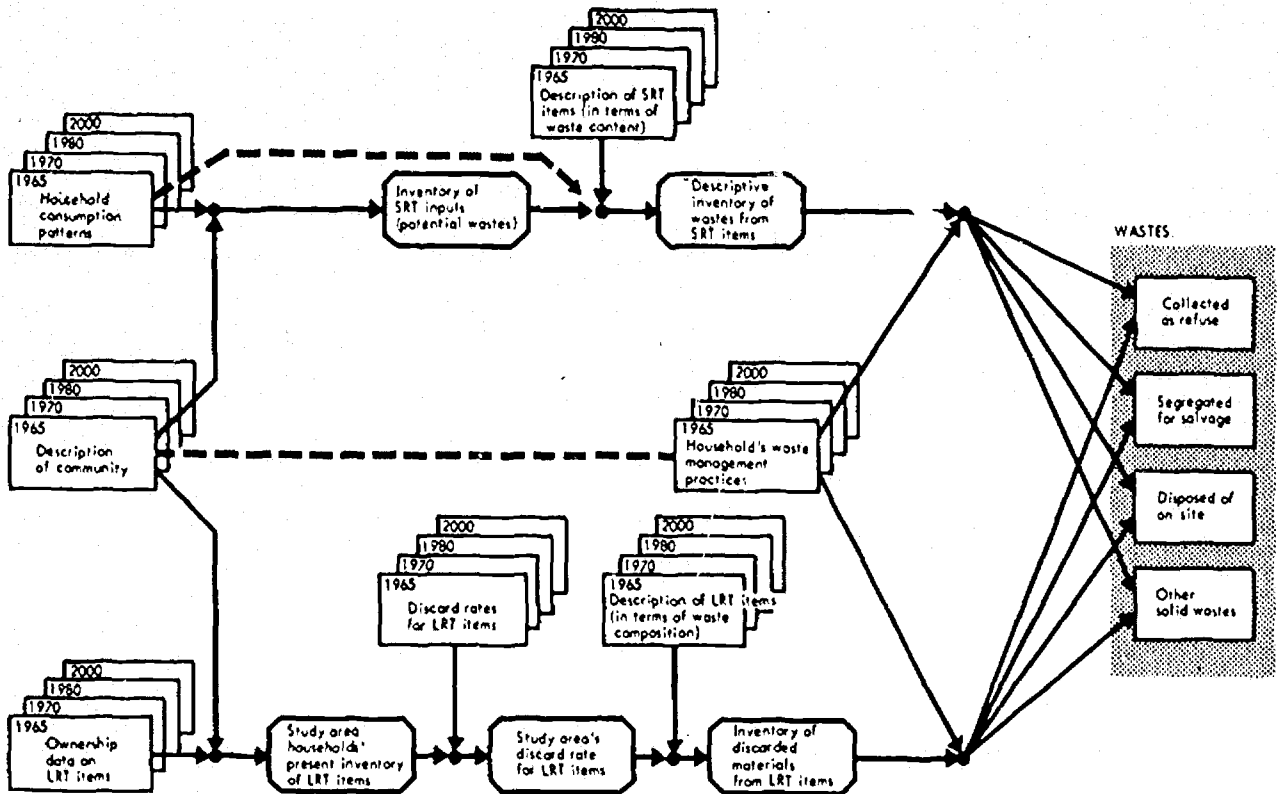 2000
1980
1970
1965
Description of SRT
items (in terms of
waste content)
2000
1980
1970
1965
Household
consumption
patterns
Inventory of
SRT inputs
(potential wastes)
"Descriptive
inventory of
wastes from
SRT items
WASTES
Collected
as refuse
Segregated
for salvage
Disposed of
on site
Other
solid wastes
2000
1980
1970
1965
Description
of community
2000
1980
1970
1965
Household's waste
management
practices
2000
1980
1970
1965
Discard rates
for LRT items
2000
1980
1970
1965
Description of LRT items
(in terms of waste
composition)
2000
1980
1970
1965
Ownership
data on
LRT items
Study area
households'
present inventory
of LRT items
Study area's
discard rate
for LRT items
Inventory of
discarded
materials
from LRT items